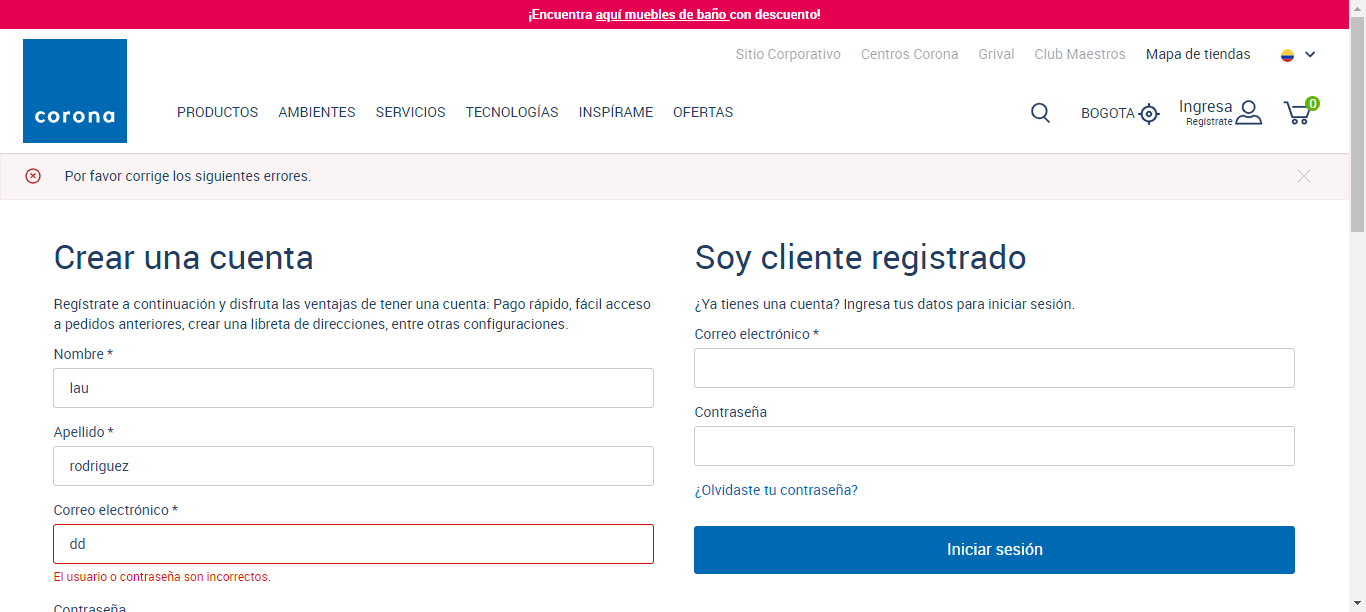 ¡Encuentra aquí muebles de baño con descuento!
Sitio Corporativo Centros Corona Grival Club Maestros Mapa de tiendas
corona
PRODUCTOS AMBIENTES SERVICIOS TECNOLOGÍAS INSPÍRAME OFERTAS
BOGOTA
Ingresa
Regístrate
0
Por favor corrige los siguientes errores.
Crear una cuenta
Regístrate a continuación y disfruta las ventajas de tener una cuenta: Pago rápido, fácil acceso
a pedidos anteriores, crear una libreta de direcciones, entre otras configuraciones.
Nombre *
lau
Apellido *
rodriguez
Correo electrónico *
dd
El usuario o contraseña son incorrectos.
Contraseña
Soy cliente registrado
¿Ya tienes una cuenta? Ingresa tus datos para iniciar sesión.
Correo electrónico *
Contraseña
¿Olvidaste tu contraseña?
Iniciar sesión